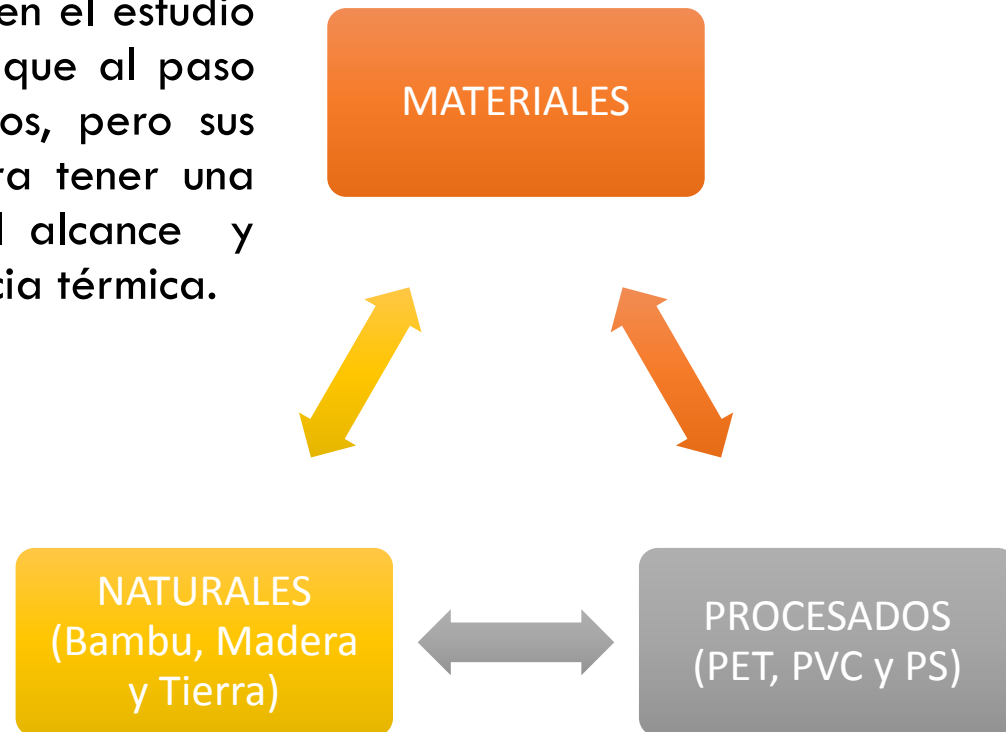 en el estudio
que al paso
os, pero sus
ra tener una
alcance y
cia térmica.
MATERIALES
NATURALES
(Bambu, Madera
y Tierra)
PROCESADOS
(PET, PVC y PS)